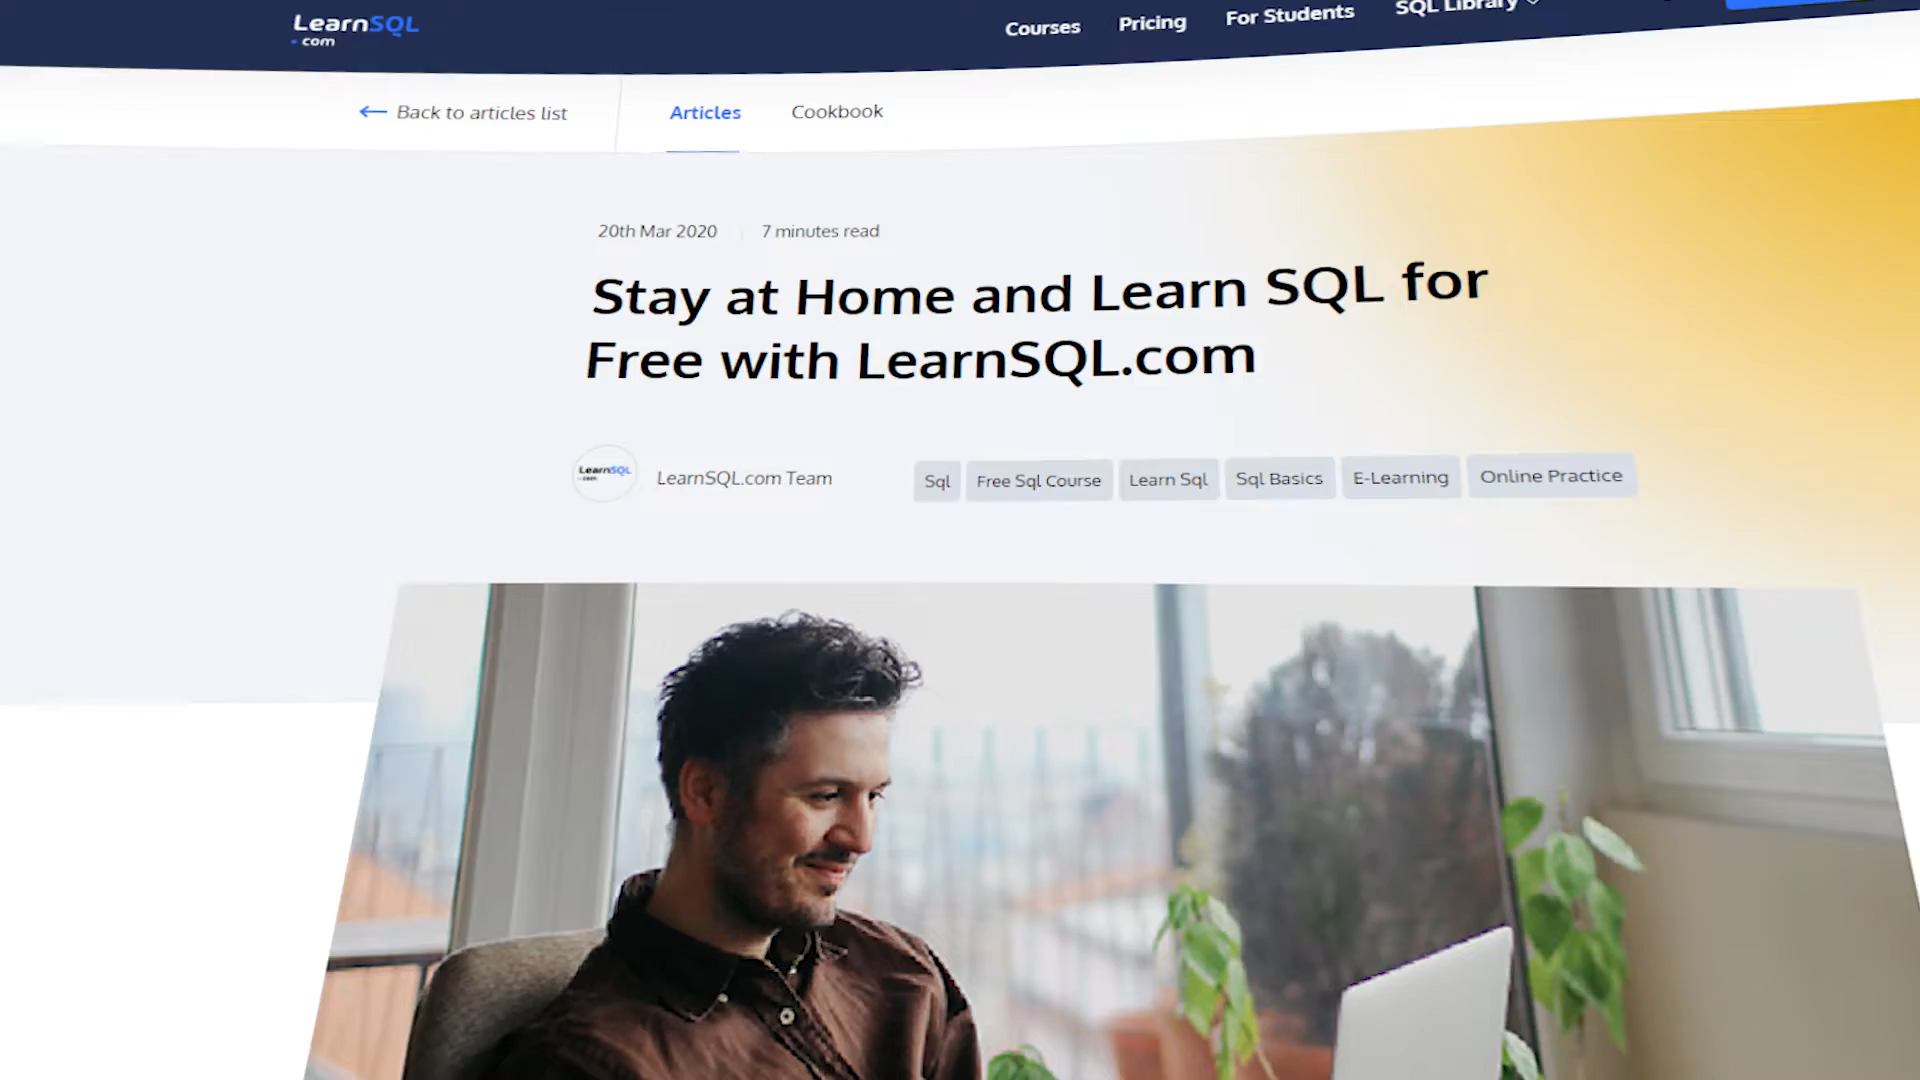 LearnSQL
.com
Courses
Pricing
For Students
SQL Library
Back to articles list
Articles
Cookbook
20th Mar 2020
7 minutes read
Stay at Home and Learn SQL for
Free with LearnSQL.com
LearnSQL
.com
LearnSQL.com Team
Sql
Free Sql Course
Learn Sql
Sql Basics
E-Learning
Online Practice